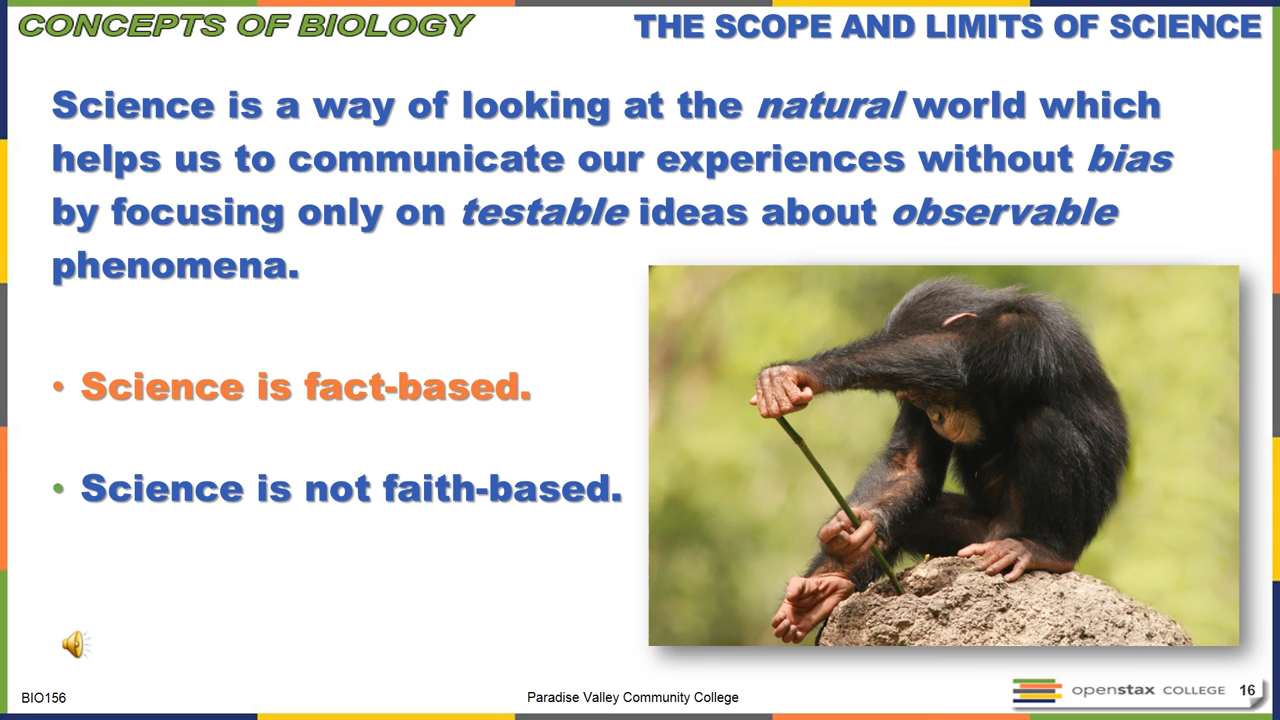 CONCEPTS OF BIOLOGY
THE SCOPE AND LIMITS OF SCIENCE
Science is a way of looking at the natural world which
helps us to communicate our experiences without bias
by focusing only on testable ideas about observable
phenomena.
• Science is fact-based.
• Science is not faith-based.
BIO156
Paradise Valley Community College
openstax COLLEGE
16